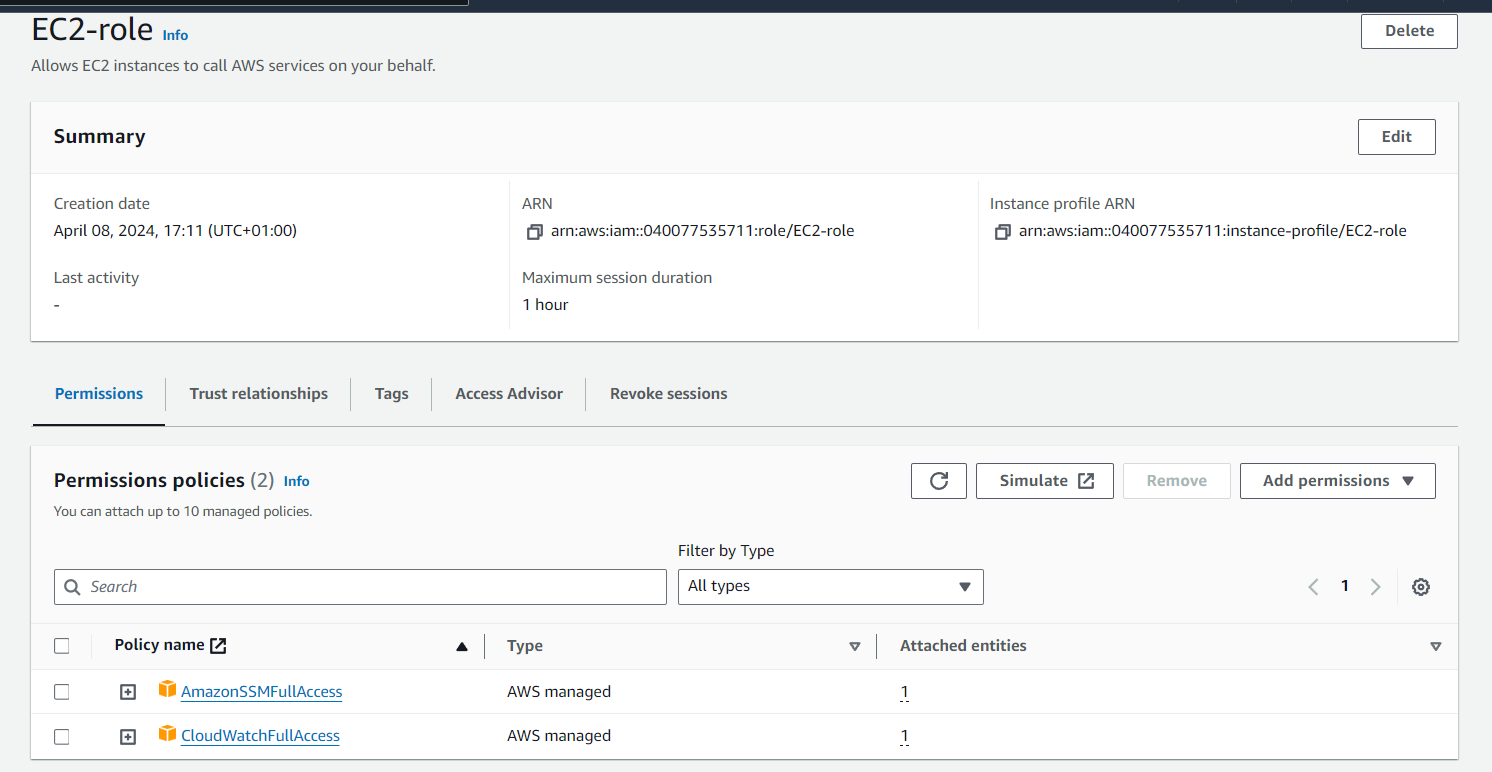 EC2-role Info
Delete
Allows EC2 instances to call AWS services on your behalf.
Summary
Edit
Creation date
April 08, 2024, 17:11 (UTC+01:00)
ARN
arn:aws:iam::040077535711:role/EC2-role
Instance profile ARN
arn:aws:iam::040077535711:instance-profile/EC2-role
Last activity
-
Maximum session duration
1 hour
Permissions
Trust relationships
Tags
Access Advisor
Revoke sessions
Permissions policies (2) Info
You can attach up to 10 managed policies.
Simulate
Remove
Add permissions
Filter by Type
Search
All types
1
Policy name
Type
Attached entities
AmazonSSMFullAccess
AWS managed
1
CloudWatchFullAccess
AWS managed
1